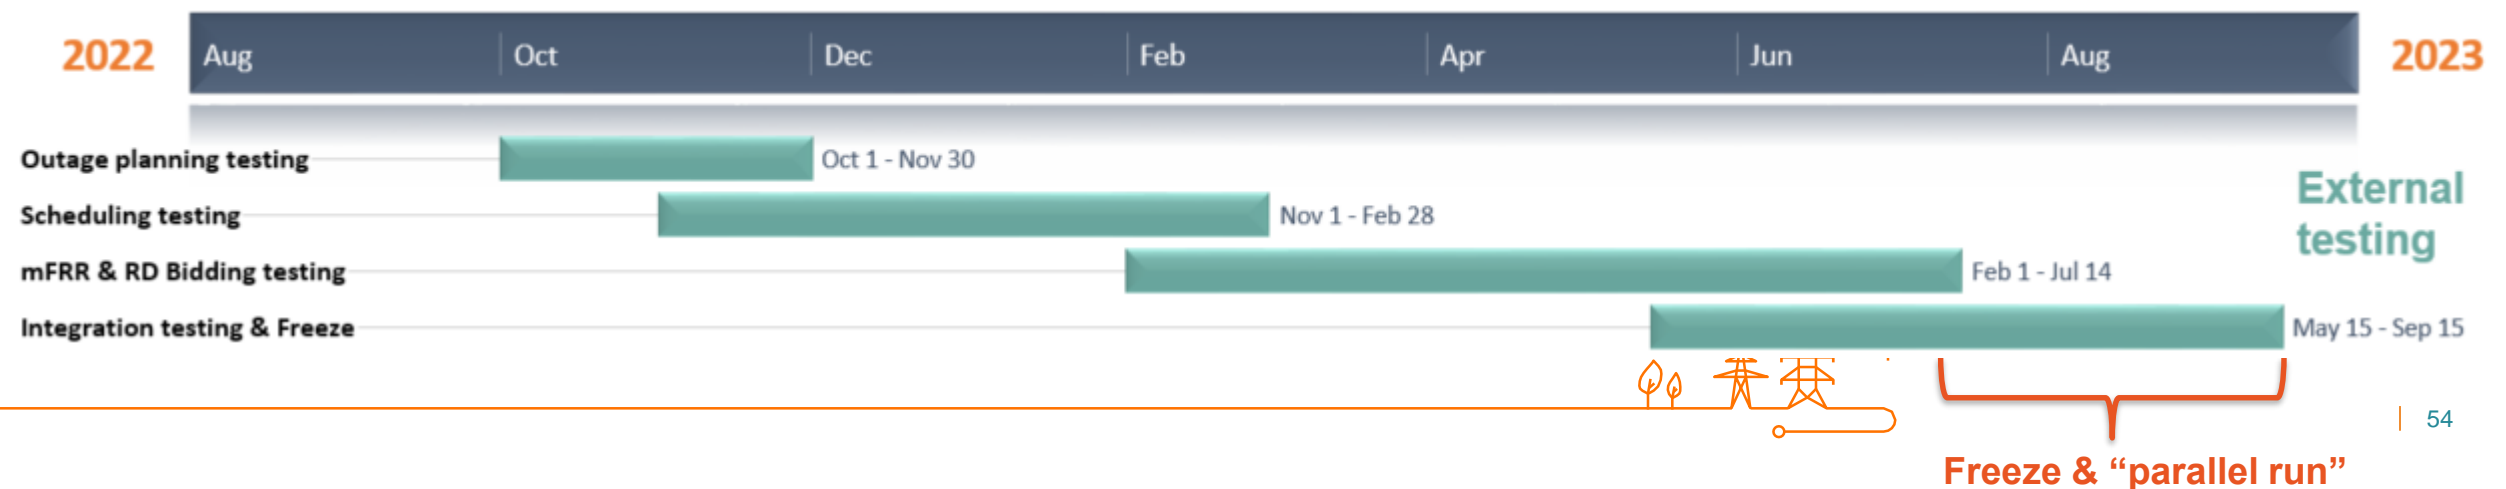 2022 Aug Oct Dec Feb Apr Jun Aug 2023
Outage planning testing Oct 1 - Nov 30
Scheduling testing Nov 1 - Feb 28
External
testing
mFRR & RD Bidding testing Feb 1 - Jul 14
Integration testing & Freeze May 15 - Sep 15
54
Freeze & “parallel run”